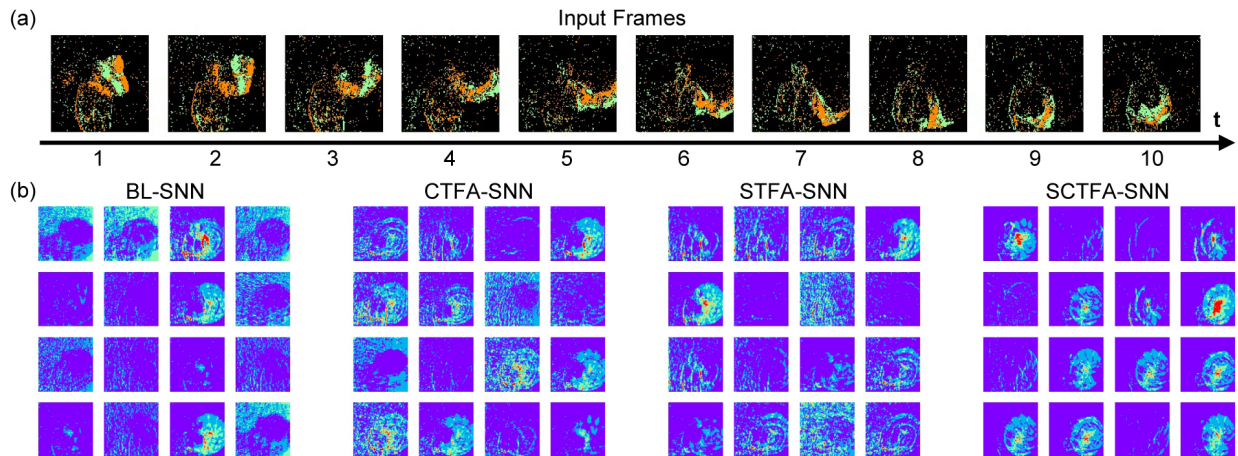 (a) Input Frames
t
1 2 3 4 5 6 7 8 9 10
(b) BL-SNN CTFA-SNN STFA-SNN SCTFA-SNN